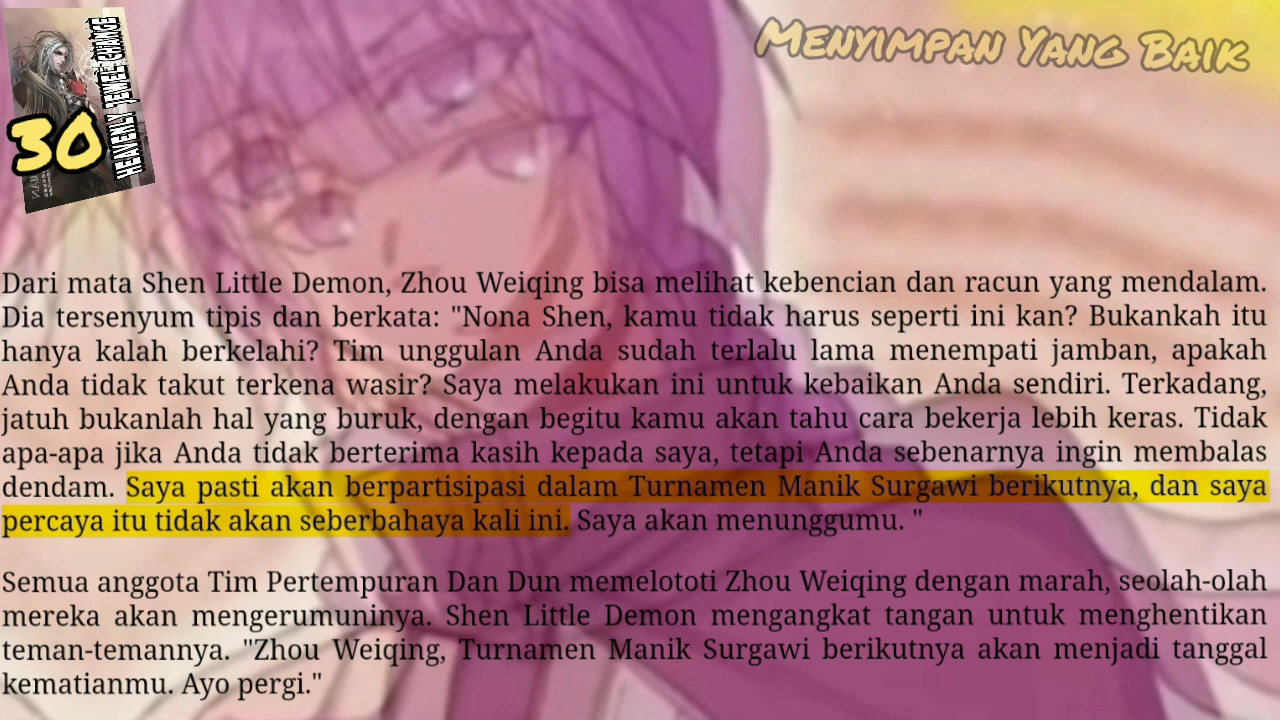 Menyimpan Yang Baik
30
HEAVENLY JEWEL CHANGE
Dari mata Shen Little Demon, Zhou Weiqing bisa melihat kebencian dan racun yang mendalam.
Dia tersenyum tipis dan berkata: "Nona Shen, kamu tidak harus seperti ini kan? Bukankah itu
hanya kalah berkelahi? Tim unggulan Anda sudah terlalu lama menempati jamban, apakah
Anda tidak takut terkena wasir? Saya melakukan ini untuk kebaikan Anda sendiri. Terkadang,
jatuh bukanlah hal yang buruk, dengan begitu kamu akan tahu cara bekerja lebih keras. Tidak
apa-apa jika Anda tidak berterima kasih kepada saya, tetapi Anda sebenarnya ingin membalas
dendam. Saya pasti akan berpartisipasi dalam Turnamen Manik Surgawi berikutnya, dan saya
percaya itu tidak akan seberbahaya kali ini. Saya akan menunggumu. "
Semua anggota Tim Pertempuran Dan Dun memelototi Zhou Weiqing dengan marah, seolah-olah
mereka akan mengerumuninya. Shen Little Demon mengangkat tangan untuk menghentikan
teman-temannya. "Zhou Weiqing, Turnamen Manik Surgawi berikutnya akan menjadi tanggal
kematianmu. Ayo pergi."